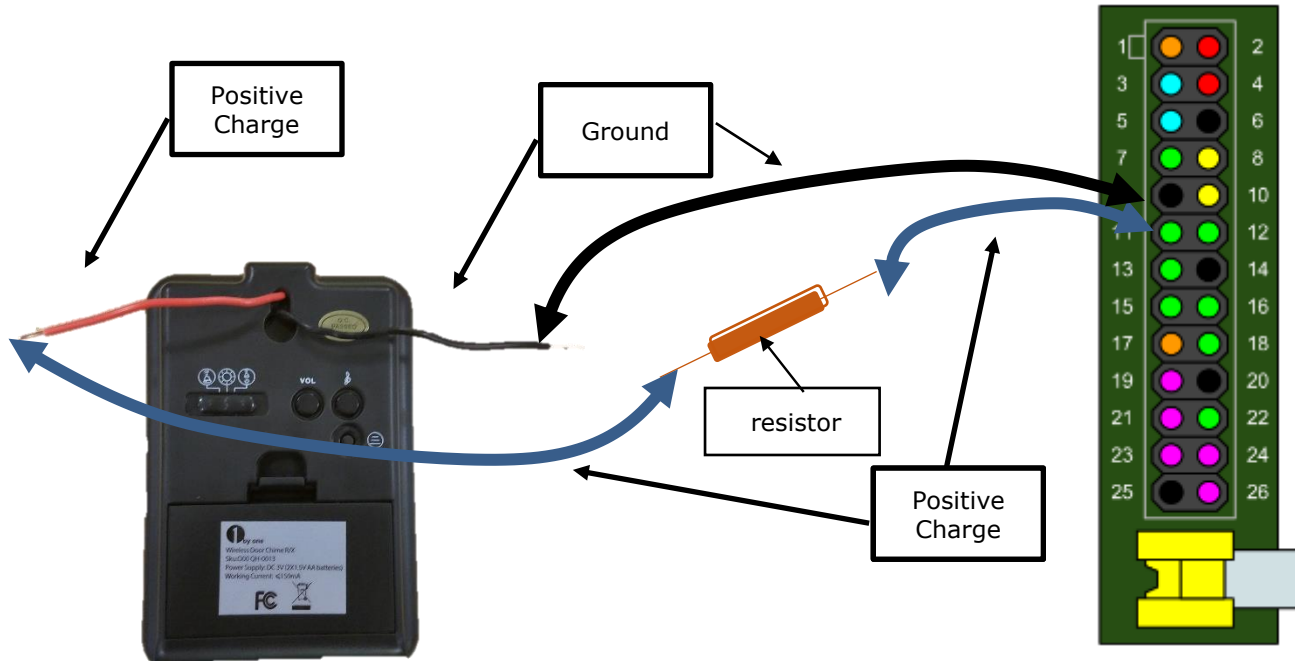 Positive
Charge
Ground
1
2
3
4
5
6
7
8
10
11
12
13
14
15
16
17
18
19
20
21
22
23
24
25
26
VOL
resistor
Positive
Charge
1 by one
Wireless Door Chime R/X
Power Supply: DC 3V (2X1.5V AA batteries)
Working Current: ≤150mA
FC